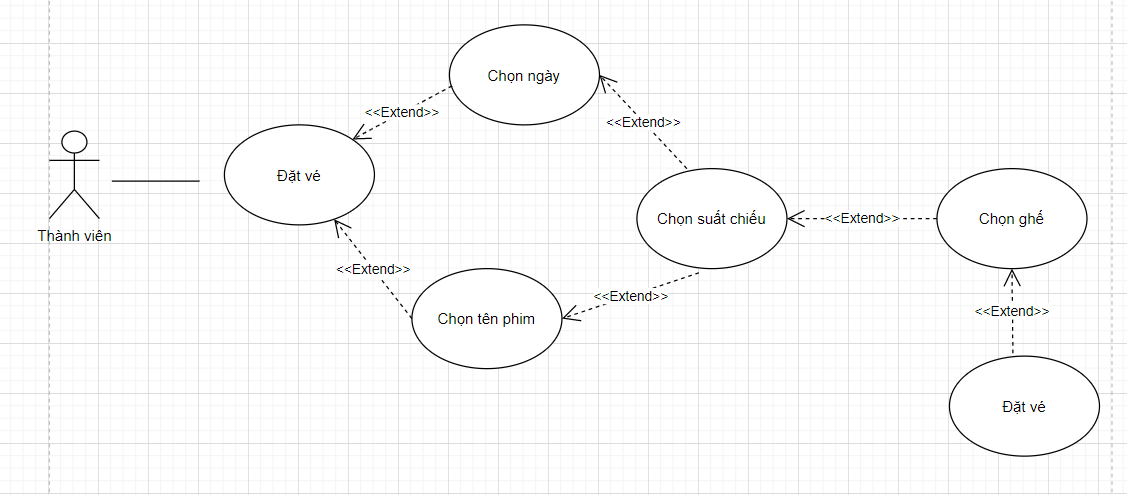 Chọn ngày
<<Extend>>
<<Extend>>
Đặt vé
Thành viên
Chọn suất chiếu
<<Extend>>
Chọn ghế
<<Extend>>
<<Extend>>
Chọn tên phim
<<Extend>>
Đặt vé